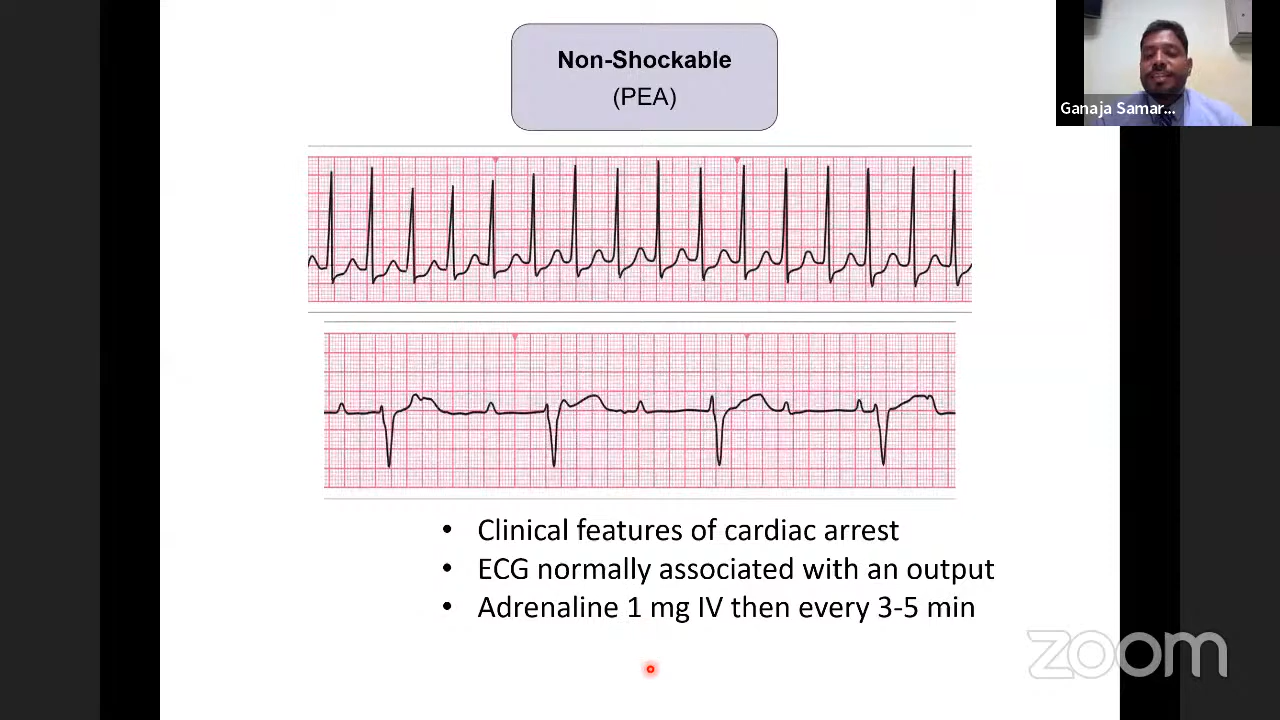 Non-Shockable
(PEA)
Ganaja Samar...
• Clinical features of cardiac arrest
• ECG normally associated with an output
• Adrenaline 1 mg IV then every 3-5 min
zoom